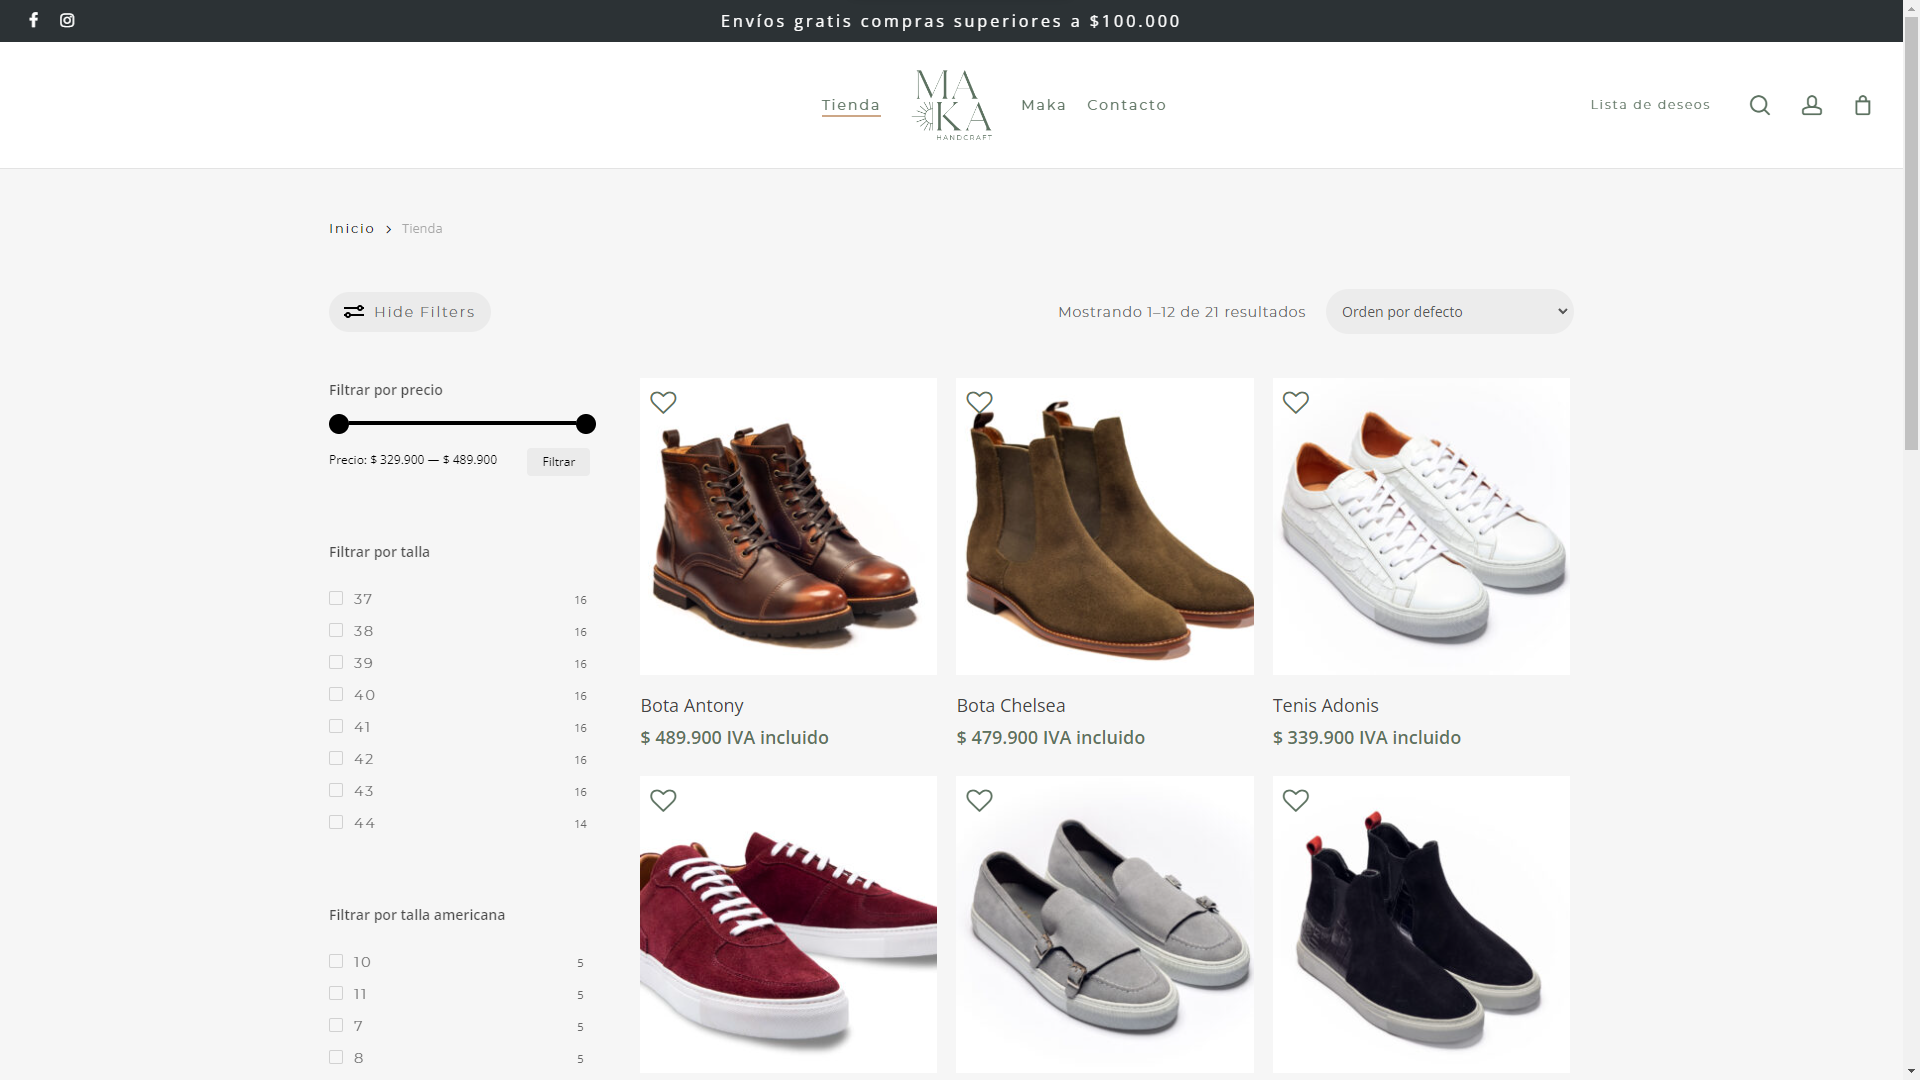 Envíos gratis compras superiores a $100.000
Tienda
MA
KA
HANDCRAFT
Maka
Contacto
Lista de deseos
Inicio > Tienda
Hide Filters
Mostrando 1–12 de 21 resultados
Orden por defecto
Filtrar por precio
Precio: $ 329.900 — $ 489.900
Filtrar
Filtrar por talla
37 16
38 16
39 16
40 16
41 16
42 16
43 16
44 14
Filtrar por talla americana
10 5
11 5
7 5
8 5
Bota Antony
$ 489.900 IVA incluido
Bota Chelsea
$ 479.900 IVA incluido
Tenis Adonis
$ 339.900 IVA incluido